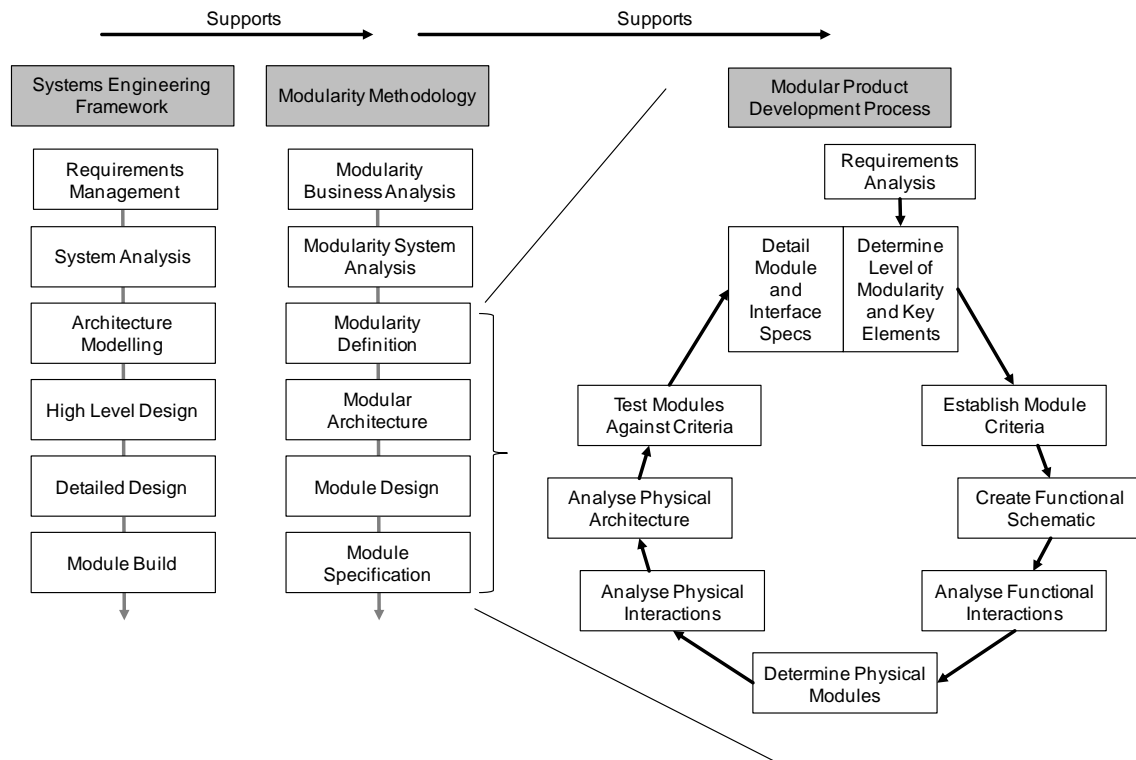 Supports
Supports
Systems Engineering
Framework
Modularity Methodology
Modular Product
Development Process
Requirements
Management
System Analysis
Architecture
Modelling
High Level Design
Detailed Design
Module Build
Modularity
Business Analysis
Modularity System
Analysis
Modularity
Definition
Modular
Architecture
Module Design
Module
Specification
Requirements
Analysis
Detail
Module
and
Interface
Specs
Determine
Level of
Modularity
and Key
Elements
Establish Module
Criteria
Create Functional
Schematic
Analyse Functional
Interactions
Determine Physical
Modules
Analyse Physical
Interactions
Analyse Physical
Architecture
Test Modules
Against Criteria